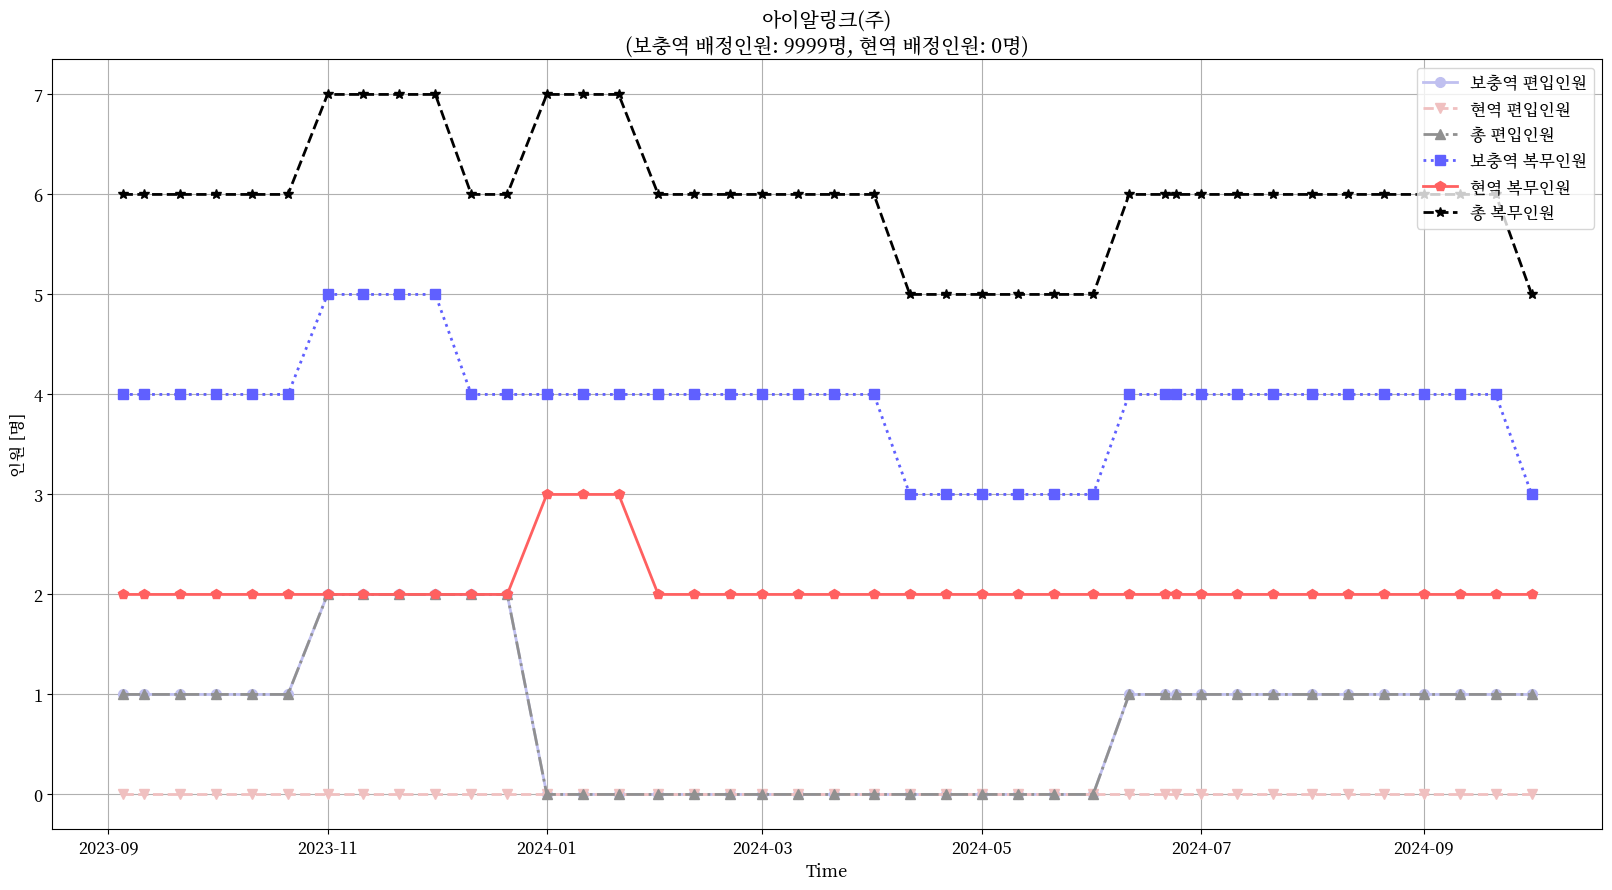 아이알링크(주)
(보충역 배정인원: 9999명, 현역 배정인원: 0명)
보충역 편입인원
현역 편입인원
총 편입인원
보충역 복무인원
현역 복무인원
총 복무인원
7
6
5
4
3
2
1
0
인원 [명]
2023-09
2023-11
2024-01
2024-03
2024-05
2024-07
2024-09
Time